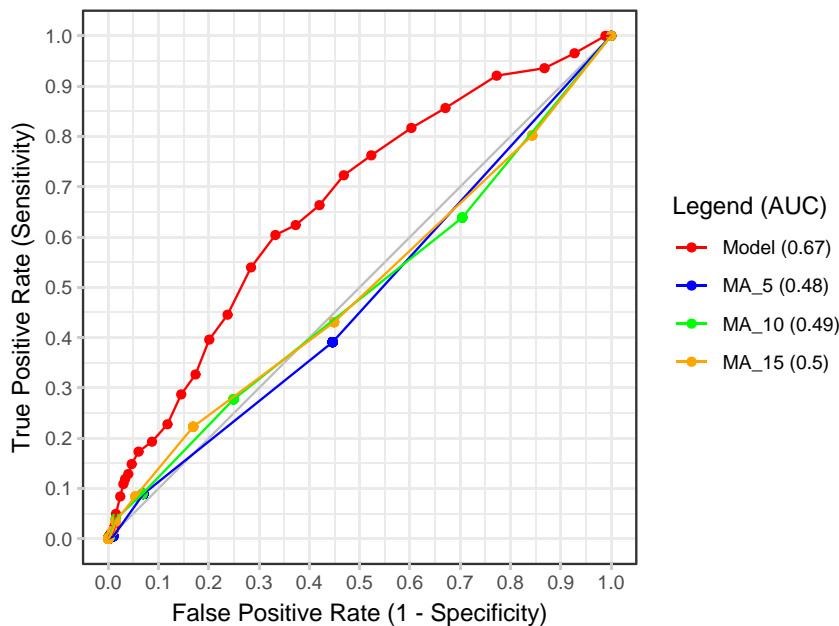 1.0
0.9
0.8
0.7
0.6
0.5
0.4
0.3
0.2
0.1
0.0
True Positive Rate (Sensitivity)
0.0 0.1 0.2 0.3 0.4 0.5 0.6 0.7 0.8 0.9 1.0
False Positive Rate (1 - Specificity)
Legend (AUC)
Model (0.67)
MA_5 (0.48)
MA_10 (0.49)
MA_15 (0.5)